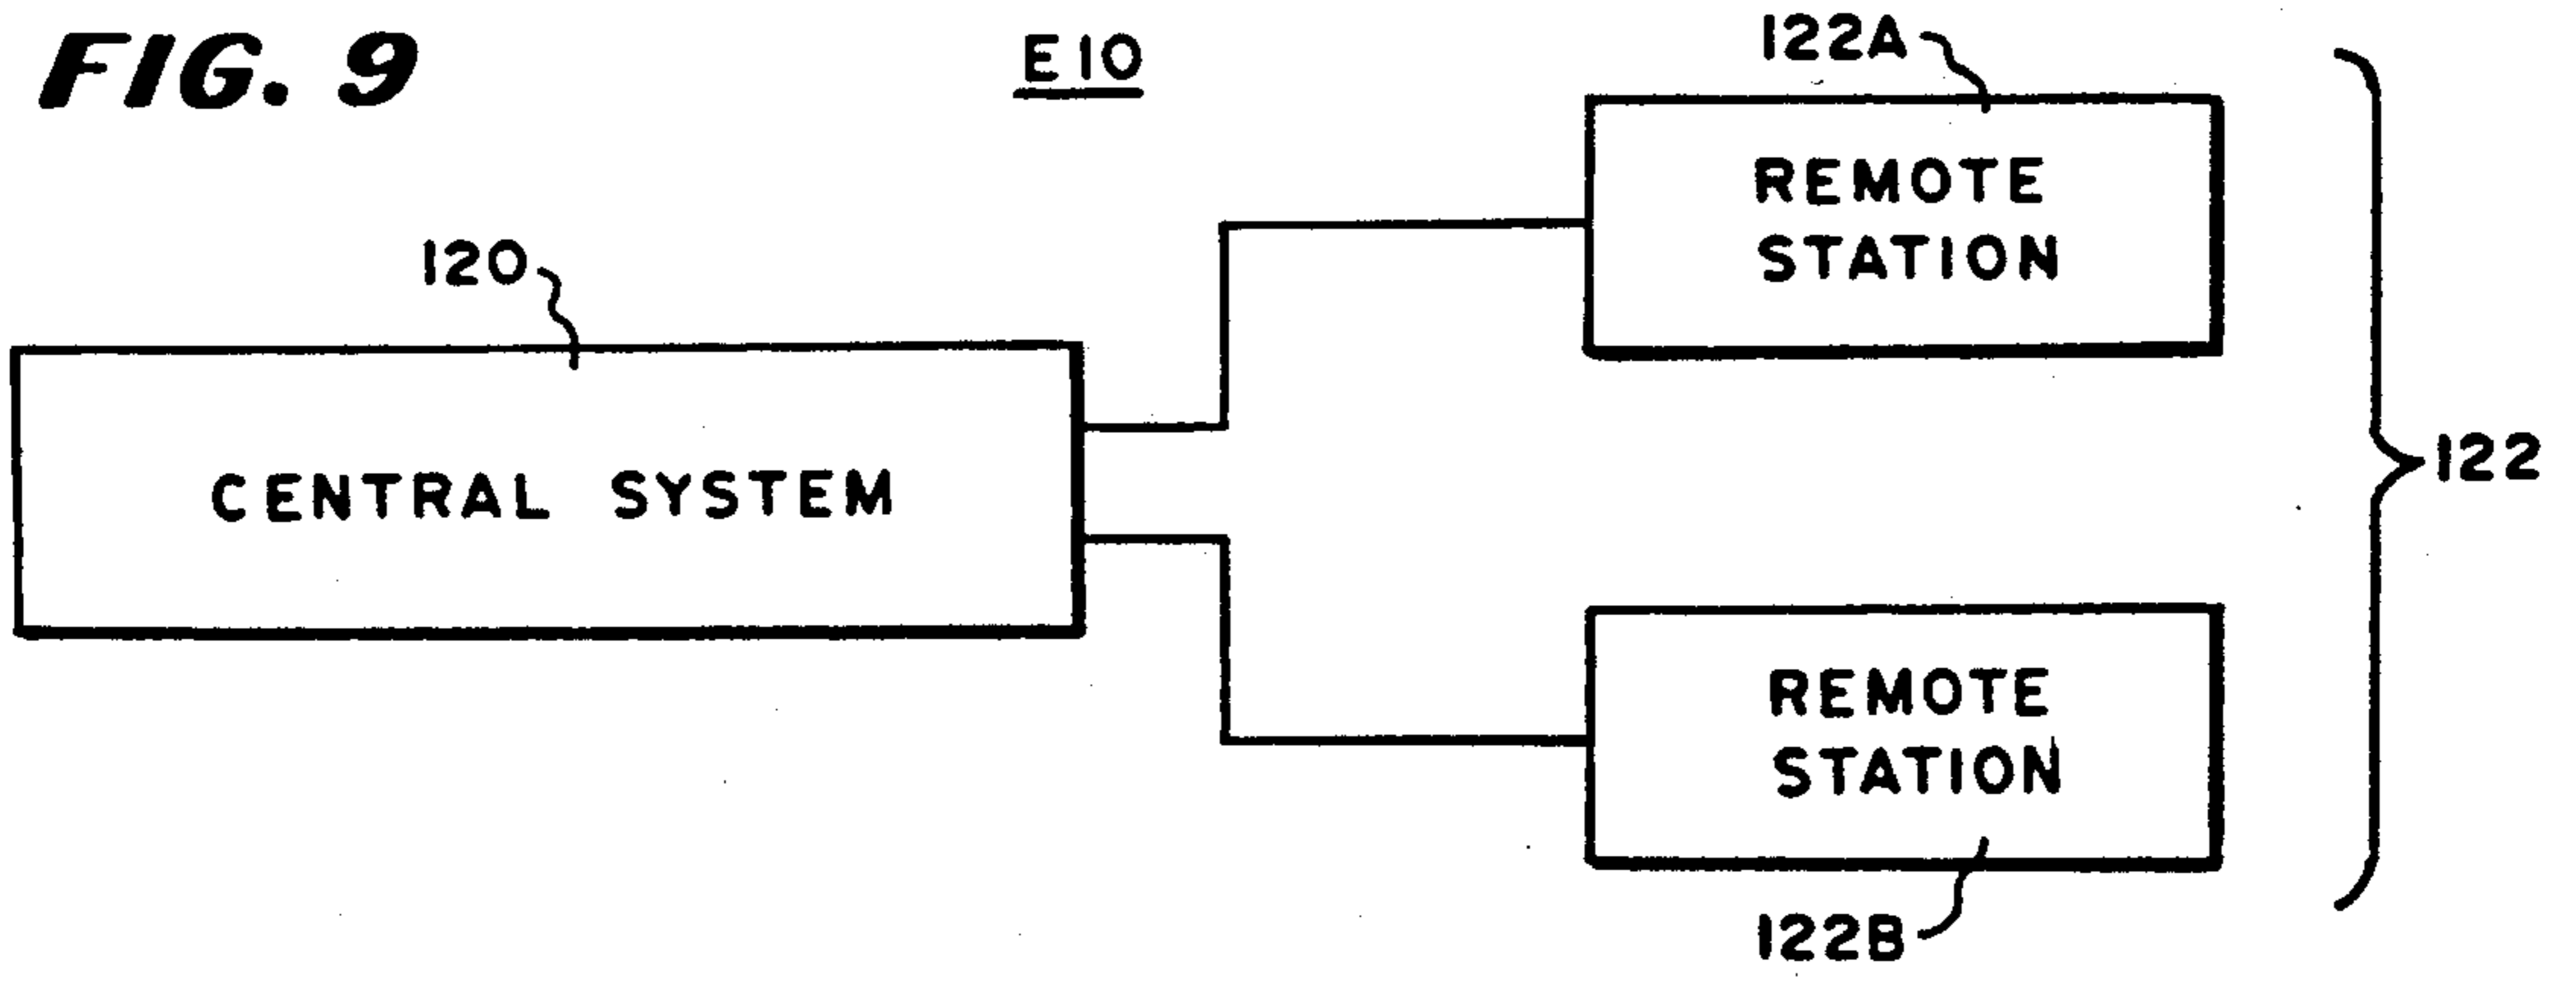 FIG. 9
E10
122A
REMOTE
STATION
120
CENTRAL SYSTEM
122
REMOTE
STATION
122B